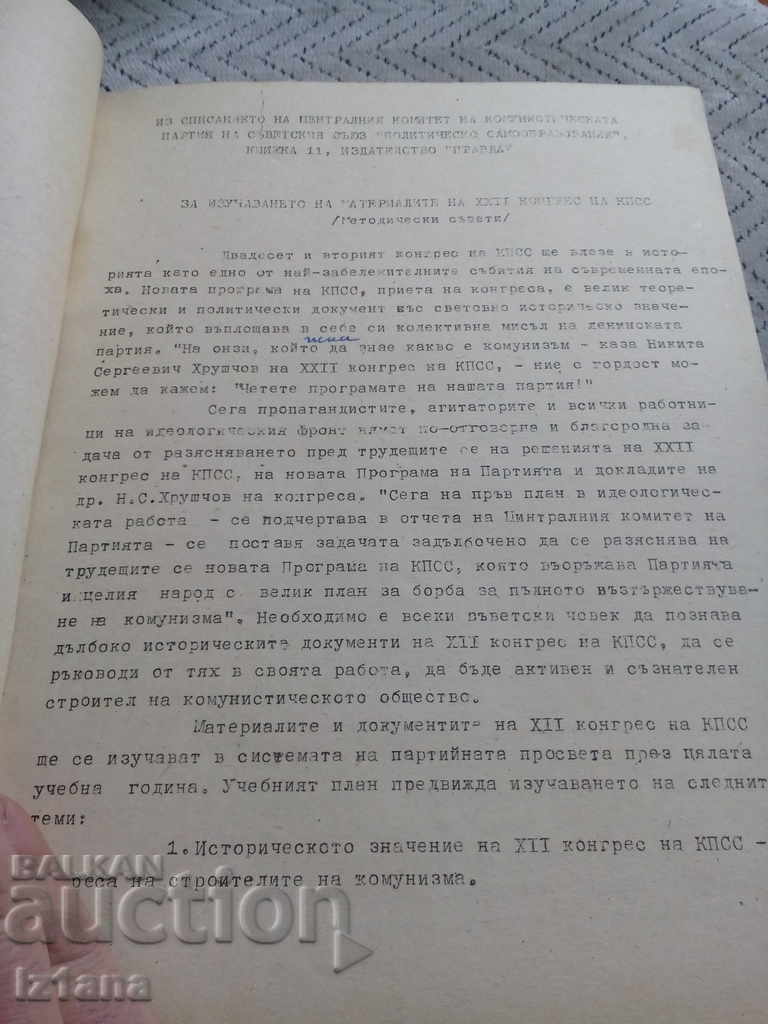 ИЗ СПИСАНИЕТО НА ЦЕНТРАЛНИЯ КОМИТЕТ НА КОМУНИСТИЧЕСКАТА
ПАРТИЯ НА СЪВЕТСКИЯ СЪЮЗ "ПОЛИТИЧЕСКО САМООБРАЗОВАНИЕ",
КНИЖКА 11, ИЗДАТЕЛСТВО "ПРАВДА"
ЗА ИЗУЧАВАНЕТО НА МАТЕРИАЛИТЕ НА XXII КОНГРЕС НА КПСС
/Методически съвети/
Двадесет и вторият конгрес на КПСС ще влезе в исто-
рията като едно от най-забележителните събития на съвременната епо-
ха. Новата програма на КПСС, приета на конгреса, е велик теоре-
тически и политически документ със световно историческо значе-
ние, който въплощава в себе си колективна мисъл на ленинската
иска
партия. "На онзи, който да знае какво е комунизъм - каза Никита
Сергеевич Хрушчов на XXII конгрес на КПСС, - ние с гордост мо-
жем да кажем: "Четете програмате на нашата партия!"
Сега пропагандистите, агитаторите и всички работни-
ци на идеологическия фронт имат по-отговорна и благородна за-
дача от разясняването пред трудещите се на решенията на XXII
конгрес на КПСС, на новата Програма на Партията и докладите на
др. Н.С.Хрушчов на конгреса. "Сега на пръв план в идеологичес-
ката работа - се подчертава в отчета на Цинтралния комитет на
Партията - се поставя задачата задълбочено да се разяснява на
трудещите се новата Програма на КПСС, която въоръжава Партията
и целия народ с велик план за борба за пълното възтържествува-
не на комунизма". Необходимо е всеки съветски човек да познава
дълбоко историческите документи на XII конгрес на КПСС, да се
ръководи от тях в своята работа, да бъде активен и съзнателен
строител на комунистическото общество.
Материалите и документите на XII конгрес на КПСС
ще се изучават в системата на партийната просвета през цялата
учебна година. Учебният план предвижда изучаването на следнит
теми:
1. Историческото значение на XII конгрес на КПСС -
реса на строителите на комунизма.
BALKAN
auction
iz1ana